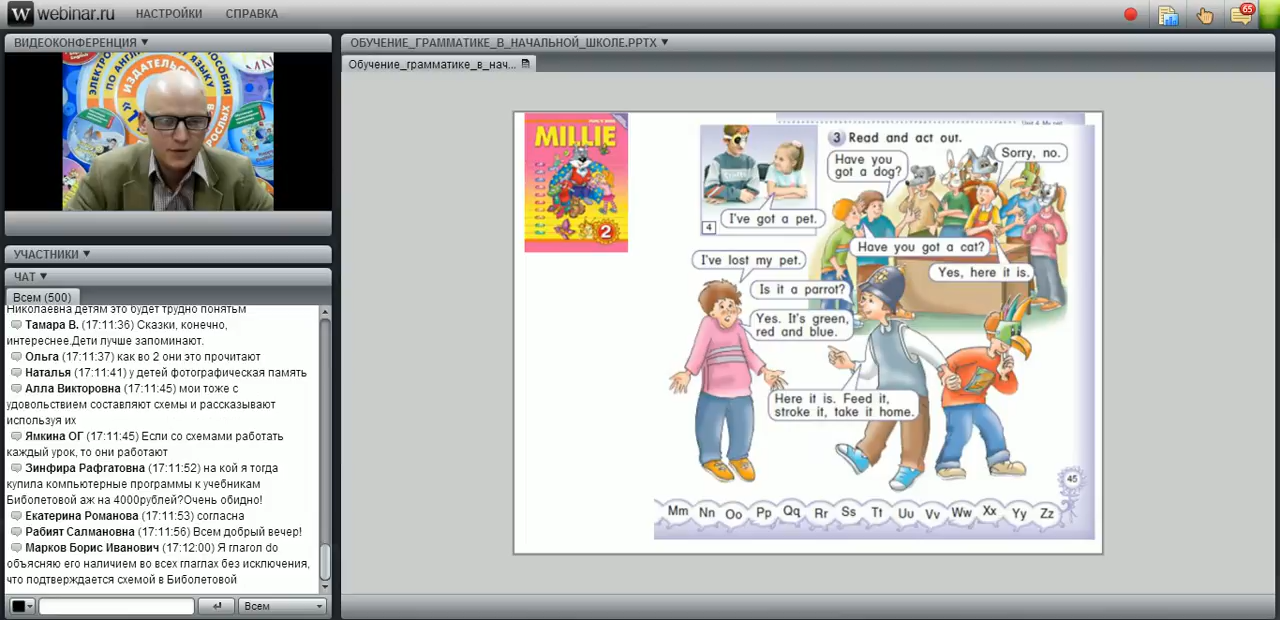 W webinar.ru НАСТРОЙКИ СПРАВКА 65
ВИДЕОКОНФЕРЕНЦИЯ
ИЗДАТЕЛЬСТВО
УЧАСТНИКИ
ЧАТ
Всем (500)
Николаевна детям это будет трудно понятьм
Тамара В. (17:11:36) Сказки, конечно,
интереснее.Дети лучше запоминают.
Ольга (17:11:37) как во 2 они это прочитают
Наталья (17:11:41) у детей фотографическая память
Алла Викторовна (17:11:45) мои тоже с
удовольствием составляют схемы и рассказывают
используя их
Ямкина ОГ (17:11:45) Если со схемами работать
каждый урок, то они работают
Зинфира Рафгатовна (17:11:52) на кой я тогда
купила компьютерные программы к учебникам
Биболетовой аж на 4000рублей?Очень обидно!
Екатерина Романова (17:11:53) согласна
Рабият Салмановна (17:11:56) Всем добрый вечер!
Марков Борис Иванович (17:12:00) Я глагол do
объясняю его наличием во всех глаглах без исключения,
что подтверждается схемой в Биболетовой
Всем
ОБУЧЕНИЕ_ГРАММАТИКЕ_В_НАЧАЛЬНОЙ_ШКОЛЕ.PPTX
Обучение_грамматике_в_нач...
MILLIE
2
3 Read and act out.
Have you
got a dog?
Sorry, no.
I've got a pet.
4
Have you got a cat?
Yes, here it is.
I've lost my pet.
Is it a parrot?
Yes. It's green,
red and blue.
Here it is. Feed it,
stroke it, take it home.
45
Mm Nn Oo Pp Qq Rr Ss Tt Uu Vv Ww Xx Yy Zz